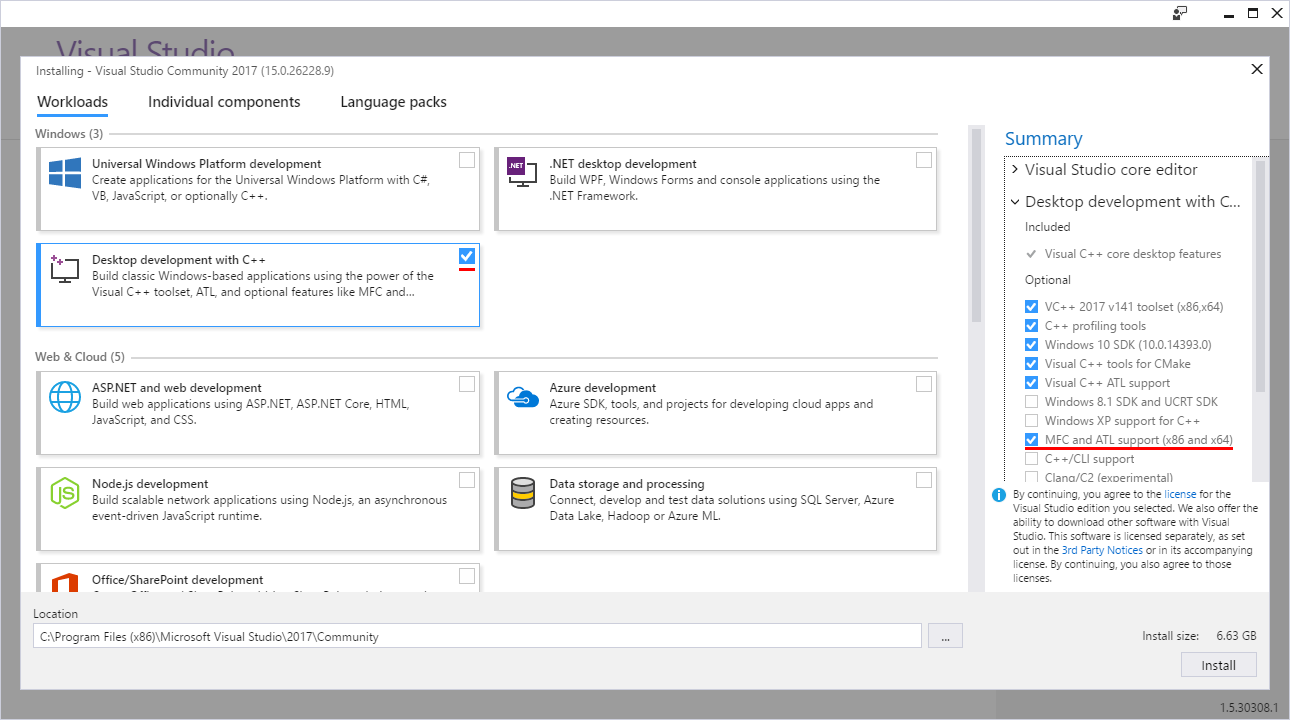 Visual Studio
Installing - Visual Studio Community 2017 (15.0.26228.9)
Workloads
Individual components
Language packs
Windows (3)
Universal Windows Platform development
Create applications for the Universal Windows Platform with C#,
VB, JavaScript, or optionally C++.
.NET
.NET desktop development
Build WPF, Windows Forms and console applications using the
.NET Framework.
Desktop development with C++
Build classic Windows-based applications using the power of the
Visual C++ toolset, ATL, and optional features like MFC and...
Web & Cloud (5)
ASP.NET and web development
Build web applications using ASP.NET, ASP.NET Core, HTML,
JavaScript, and CSS.
Azure development
Azure SDK, tools, and projects for developing cloud apps and
creating resources.
JS
Node.js development
Build scalable network applications using Node.js, an asynchronous
event-driven JavaScript runtime.
Data storage and processing
Connect, develop and test data solutions using SQL Server, Azure
Data Lake, Hadoop or Azure ML.
Office/SharePoint development
Summary
Visual Studio core editor
Desktop development with C...
Included
Visual C++ core desktop features
Optional
VC++ 2017 v141 toolset (x86,x64)
C++ profiling tools
Windows 10 SDK (10.0.14393.0)
Visual C++ tools for CMake
Visual C++ ATL support
Windows 8.1 SDK and UCRT SDK
Windows XP support for C++
MFC and ATL support (x86 and x64)
C++/CLI support
Clang/C2 (experimental)
By continuing, you agree to the license for the
Visual Studio edition you selected. We also offer the
ability to download other software with Visual
Studio. This software is licensed separately, as set
out in the 3rd Party Notices or in its accompanying
license. By continuing, you also agree to those
licenses.
Location
C:\Program Files (x86)\Microsoft Visual Studio\2017\Community
...
Install size: 6.63 GB
Install
1.5.30308.1